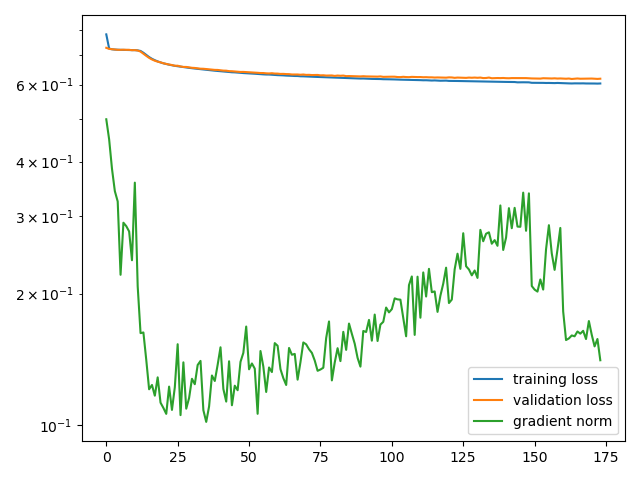 6 × 10⁻¹
4 × 10⁻¹
3 × 10⁻¹
2 × 10⁻¹
10⁻¹
0 25 50 75 100 125 150 175
training loss
validation loss
gradient norm